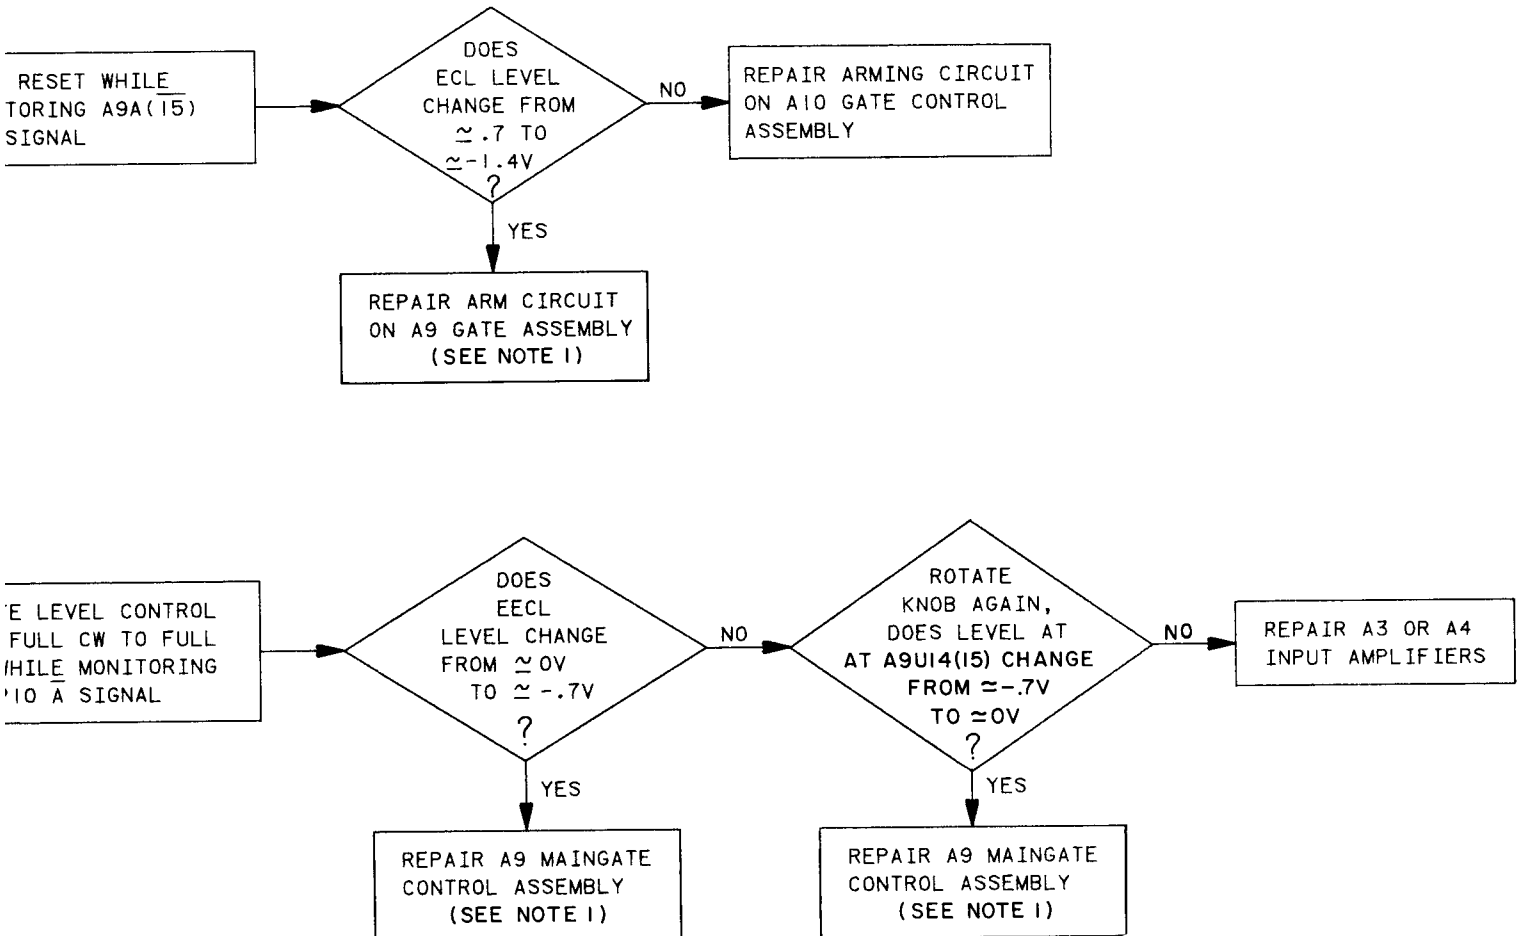 RESET WHILE
TORING A9A(15)
SIGNAL
DOES
ECL LEVEL
CHANGE FROM
≃.7 TO
≃-1.4V
?
NO
REPAIR ARMING CIRCUIT
ON A10 GATE CONTROL
ASSEMBLY
YES
REPAIR ARM CIRCUIT
ON A9 GATE ASSEMBLY
(SEE NOTE 1)
E LEVEL CONTROL
FULL CW TO FULL
WHILE MONITORING
10 A̅ SIGNAL
DOES
EECL
LEVEL CHANGE
FROM ≃0V
TO ≃-.7V
?
NO
ROTATE
KNOB AGAIN,
DOES LEVEL AT
AT A9U14(15) CHANGE
FROM ≃-.7V
TO ≃0V
?
NO
REPAIR A3 OR A4
INPUT AMPLIFIERS
YES
REPAIR A9 MAINGATE
CONTROL ASSEMBLY
(SEE NOTE 1)
YES
REPAIR A9 MAINGATE
CONTROL ASSEMBLY
(SEE NOTE 1)